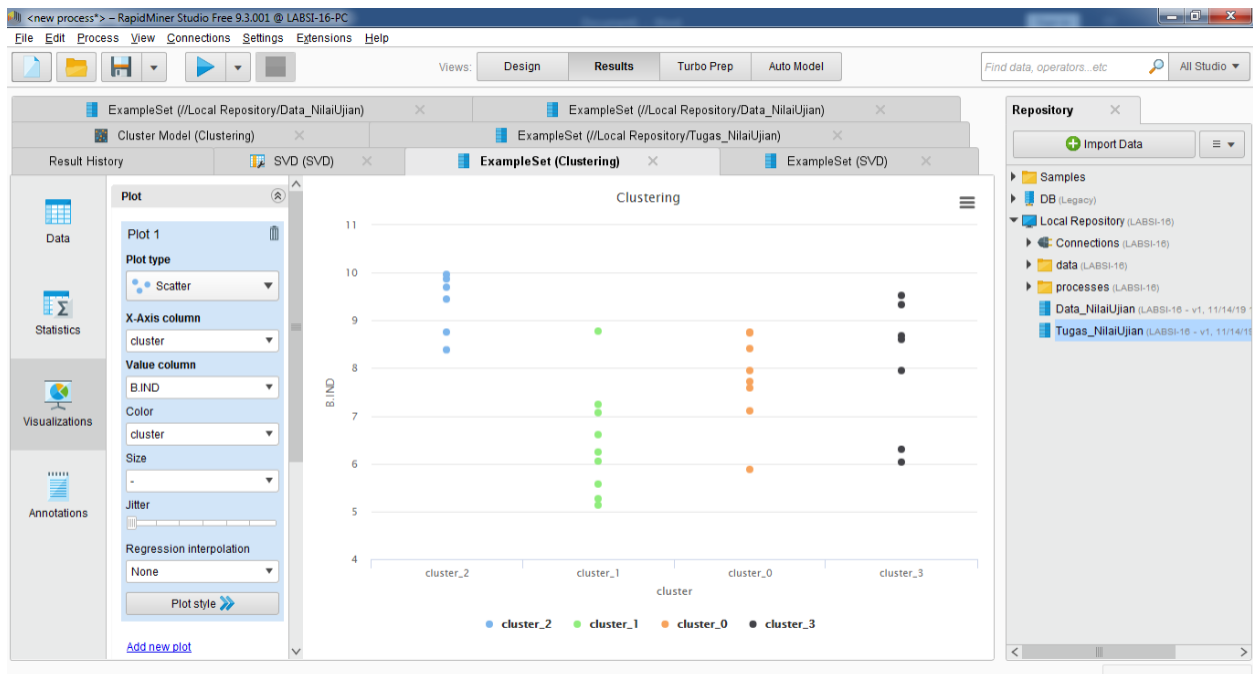 <new process*> – RapidMiner Studio Free 9.3.001 @ LABSI-16-PC
File Edit Process View Connections Settings Extensions Help
Views: Design Results Turbo Prep Auto Model
Find data, operators...etc All Studio
ExampleSet (//Local Repository/Data_NilaiUjian) ExampleSet (//Local Repository/Data_NilaiUjian)
Cluster Model (Clustering) ExampleSet (//Local Repository/Tugas_NilaiUjian)
Result History SVD (SVD) ExampleSet (Clustering) ExampleSet (SVD)
Data
Statistics
Visualizations
Annotations
Plot
Plot 1
Plot type
Scatter
X-Axis column
cluster
Value column
B.IND
Color
cluster
Size
-
Jitter
Regression interpolation
None
Plot style
Add new plot
Clustering
11
10
9
8
7
6
5
4
B.IND
cluster_2 cluster_1 cluster_0 cluster_3
cluster
cluster_2 cluster_1 cluster_0 cluster_3
Repository
Import Data
Samples
DB (Legacy)
Local Repository (LABSI-16)
Connections (LABSI-16)
data (LABSI-16)
processes (LABSI-16)
Data_NilaiUjian (LABSI-16 - v1, 11/14/19
Tugas_NilaiUjian (LABSI-16 - v1, 11/14/19